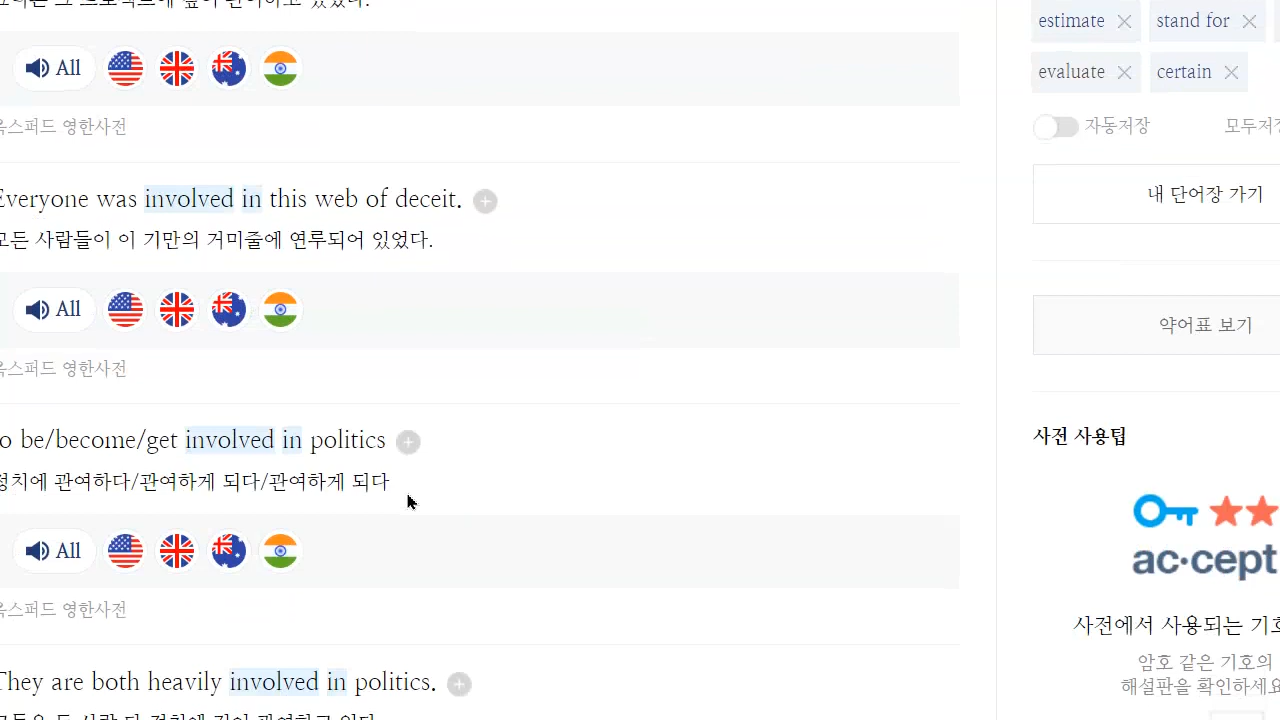 All
옥스퍼드 영한사전
Everyone was involved in this web of deceit.
모든 사람들이 이 기만의 거미줄에 연루되어 있었다.
All
옥스퍼드 영한사전
to be/become/get involved in politics
정치에 관여하다/관여하게 되다/관여하게 되다
All
옥스퍼드 영한사전
They are both heavily involved in politics.
estimate
stand for
evaluate
certain
자동저장
내 단어장 가기
약어표 보기
사전 사용팁
ac·cept
사전에서 사용되는
암호 같은 기호의
해설판을 확인하세요